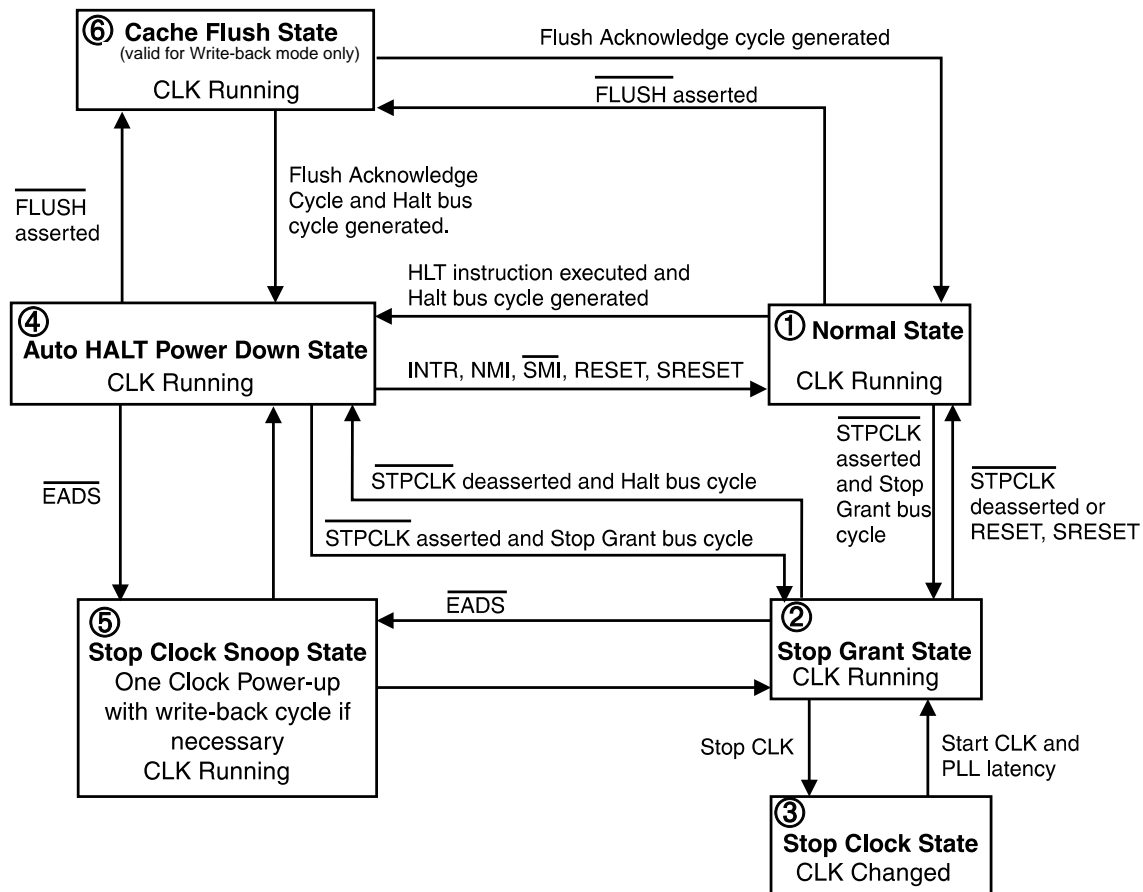 ⑥ Cache Flush State
(valid for Write-back mode only)
CLK Running
Flush Acknowledge cycle generated
FLUSH asserted
FLUSH
asserted
Flush Acknowledge
Cycle and Halt bus
cycle generated.
HLT instruction executed and
Halt bus cycle generated
④
Auto HALT Power Down State
CLK Running
① Normal State
CLK Running
INTR, NMI, SMI, RESET, SRESET
EADS
STPCLK deasserted and Halt bus cycle
STPCLK asserted and Stop Grant bus cycle
STPCLK
asserted
and Stop
Grant bus
cycle
STPCLK
deasserted or
RESET, SRESET
⑤
Stop Clock Snoop State
One Clock Power-up
with write-back cycle if
necessary
CLK Running
EADS
②
Stop Grant State
CLK Running
Stop CLK
Start CLK and
PLL latency
③
Stop Clock State
CLK Changed